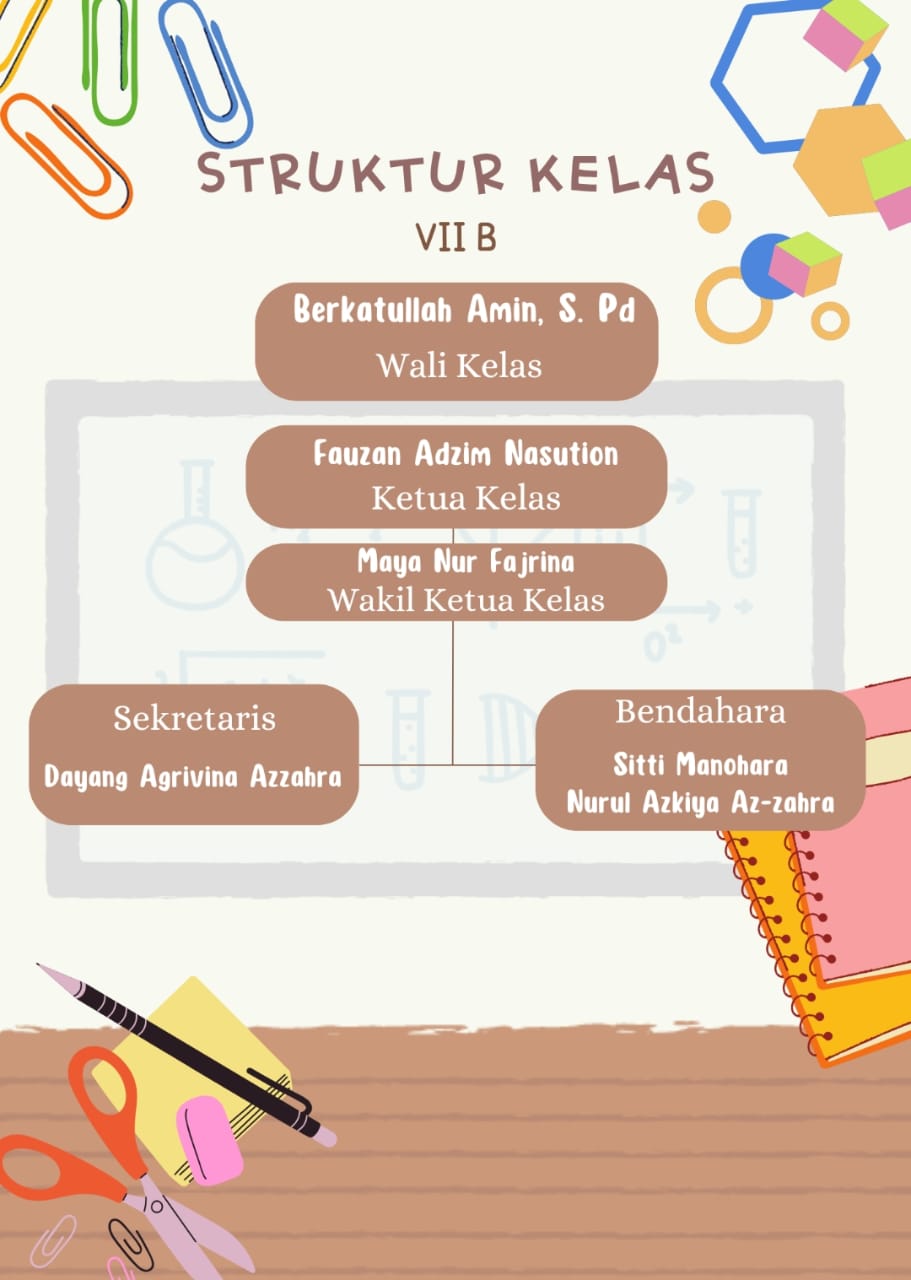 STRUKTUR KELAS
VII B
Berkatullah Amin, S. Pd
Wali Kelas
Fauzan Adzim Nasution
Ketua Kelas
Maya Nur Fajrina
Wakil Ketua Kelas
Sekretaris
Dayang Agrivina Azzahra
Bendahara
Sitti Manohara
Nurul Azkiya Az-zahra
O²